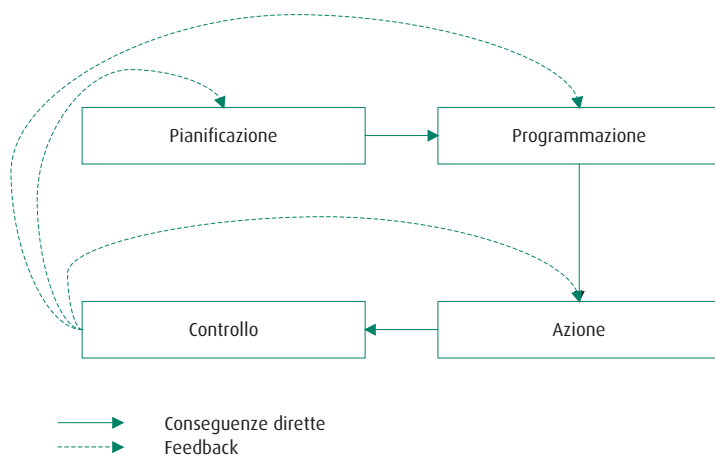 Pianificazione
Programmazione
Controllo
Azione
Conseguenze dirette
Feedback